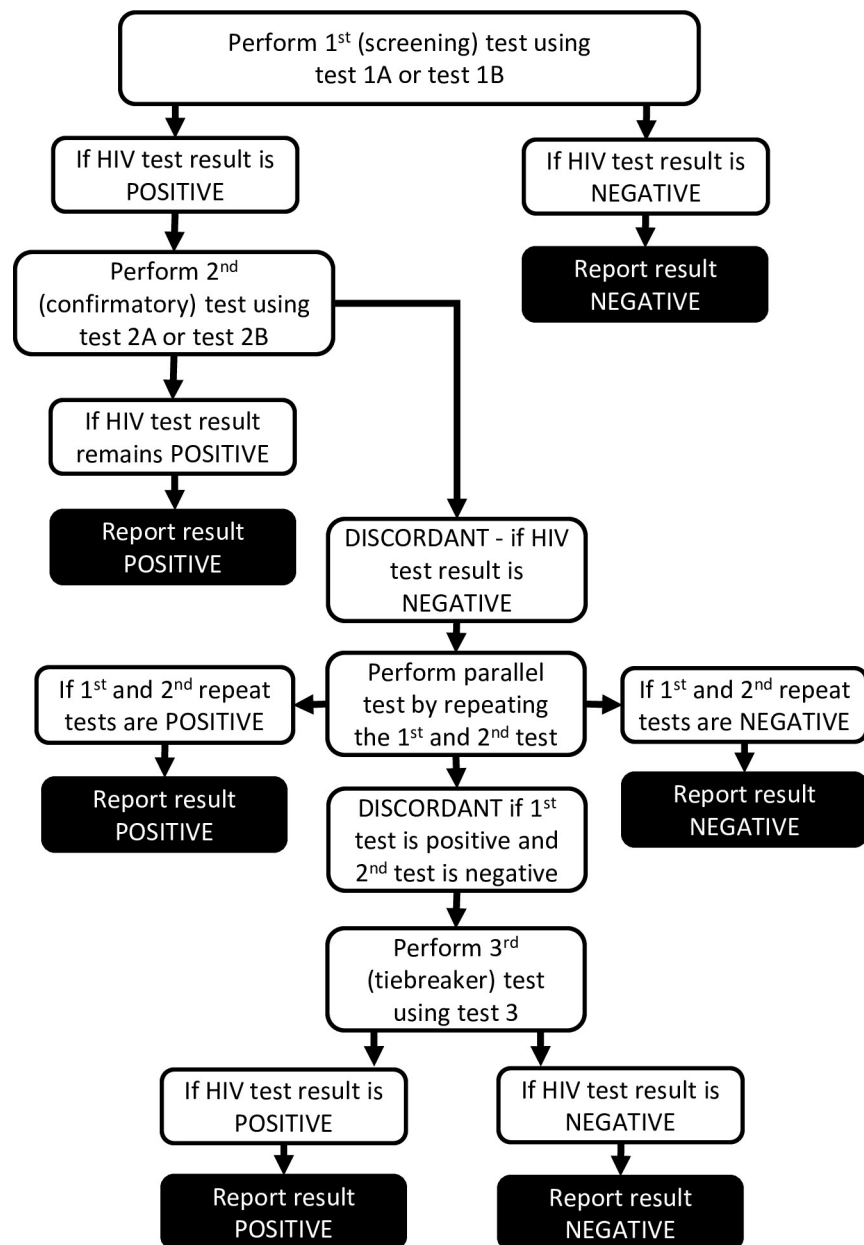 Perform 1st (screening) test using
test 1A or test 1B
If HIV test result is
POSITIVE
If HIV test result is
NEGATIVE
Report result
NEGATIVE
Perform 2nd
(confirmatory) test using
test 2A or test 2B
If HIV test result
remains POSITIVE
Report result
POSITIVE
DISCORDANT - if HIV
test result is
NEGATIVE
Perform parallel
test by repeating
the 1st and 2nd test
If 1st and 2nd repeat
tests are POSITIVE
Report result
POSITIVE
If 1st and 2nd repeat
tests are NEGATIVE
Report result
NEGATIVE
DISCORDANT if 1st
test is positive and
2nd test is negative
Perform 3rd
(tiebreaker) test
using test 3
If HIV test result is
POSITIVE
Report result
POSITIVE
If HIV test result is
NEGATIVE
Report result
NEGATIVE